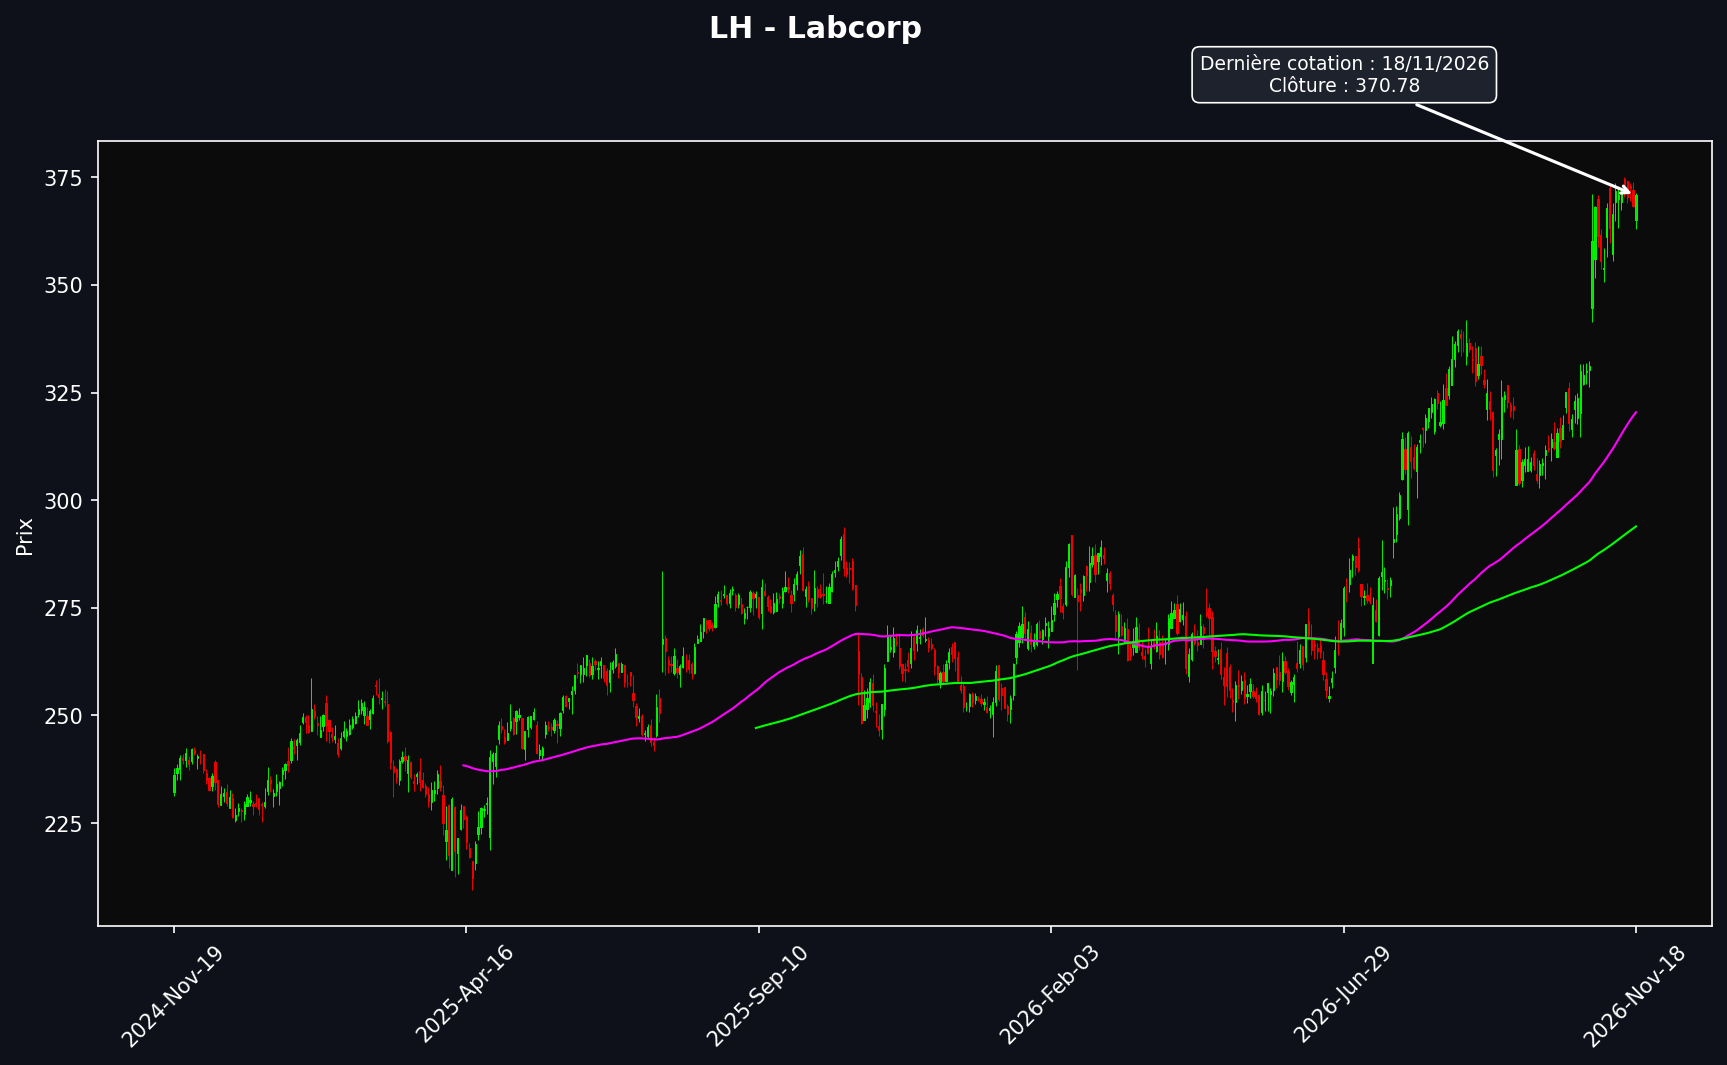 LH - Labcorp
Dernière cotation : 18/11/2026
Clôture : 370.78
375
350
325
300
275
250
225
Prix
2024-Nov-19
2025-Apr-16
2025-Sep-10
2026-Feb-03
2026-Jun-29
2026-Nov-18